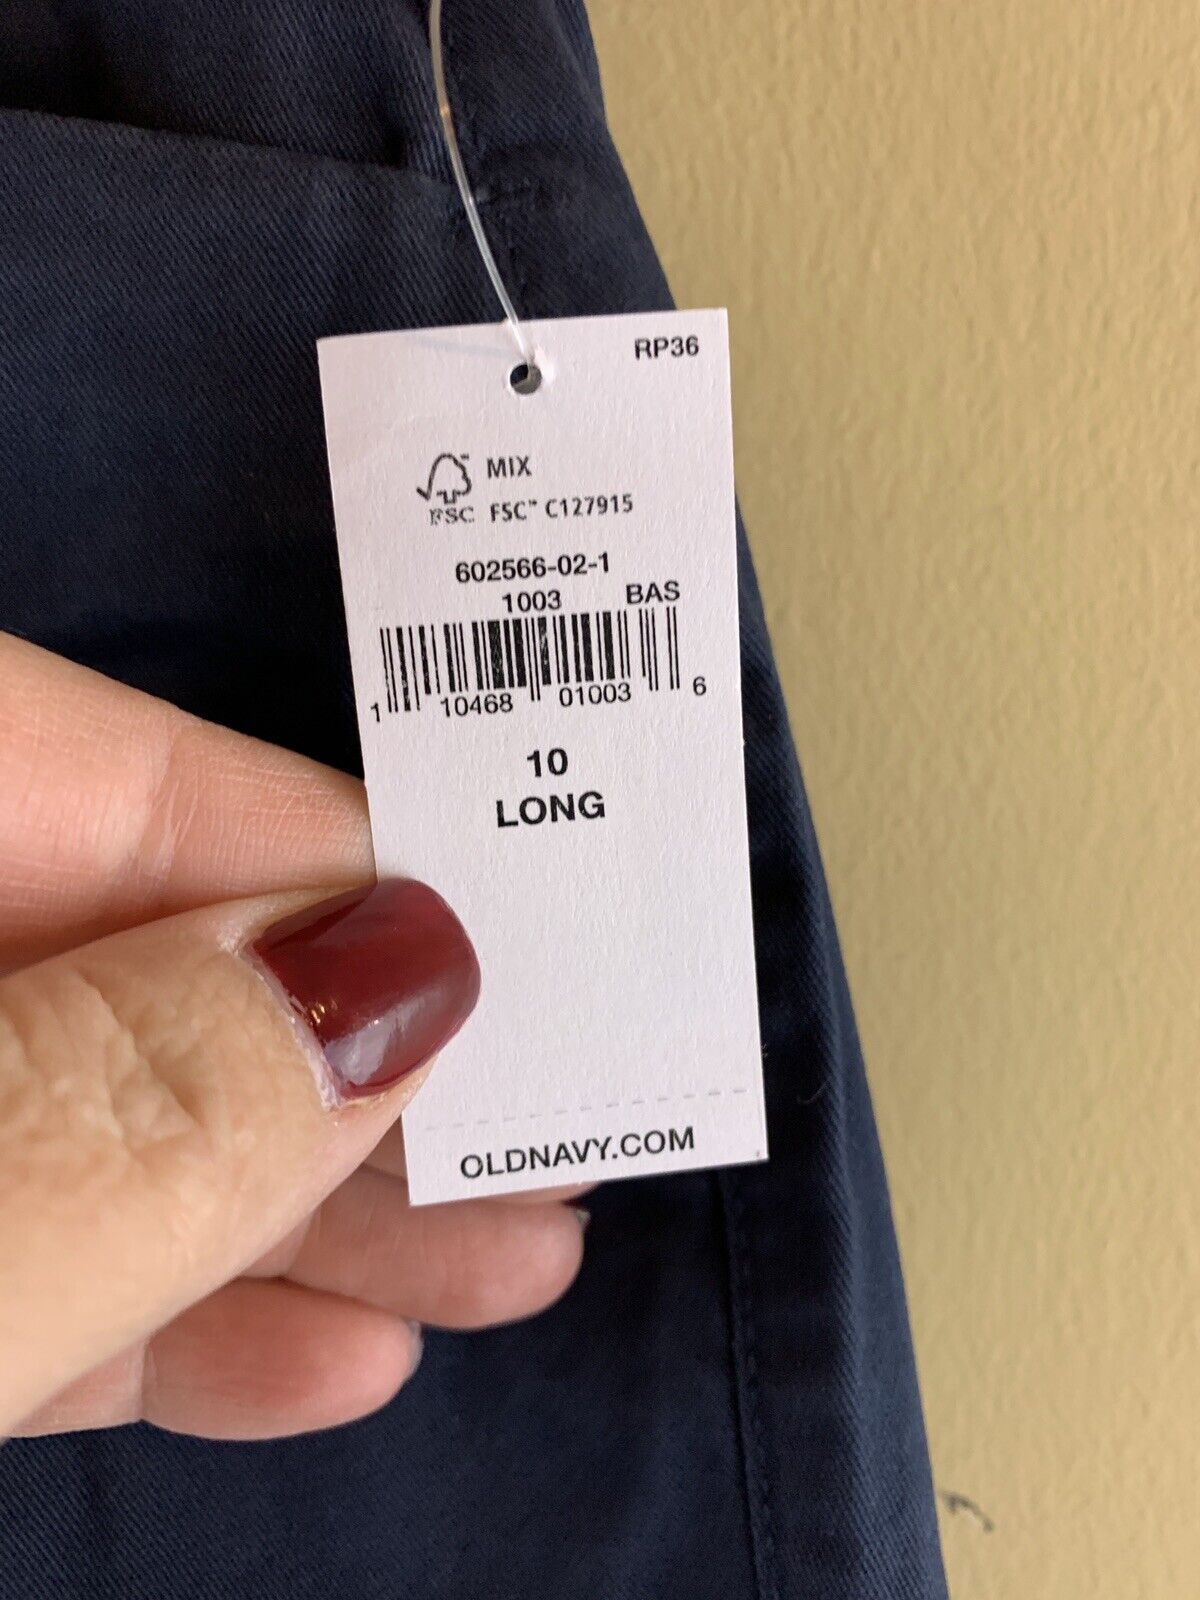 RP36
MIX
FSC FSC™ C127915
602566-02-1
1003 BAS
1 10468 01003 6
10
LONG
OLDNAVY.COM